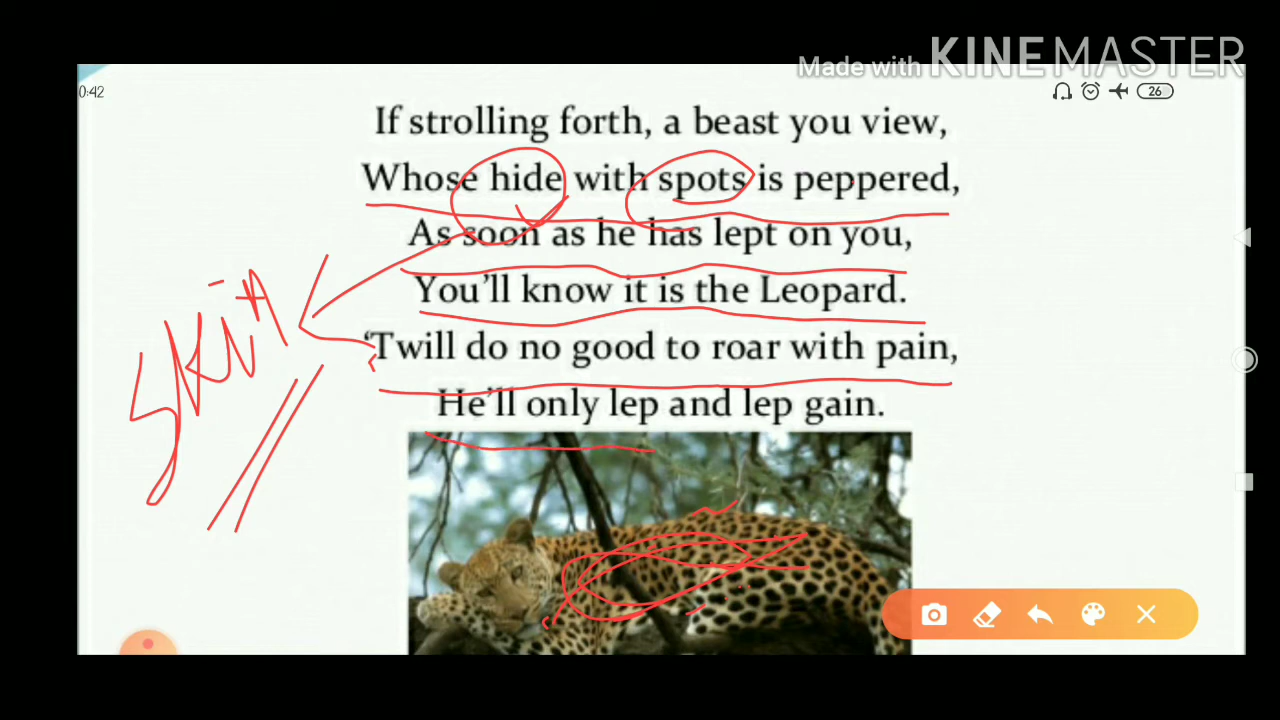 Made with KINEMASTER
0:42
26
If strolling forth, a beast you view,
Whose hide with spots is peppered,
As soon as he has lept on you,
You'll know it is the Leopard.
'Twill do no good to roar with pain,
He'll only lep and lep gain.
Skin